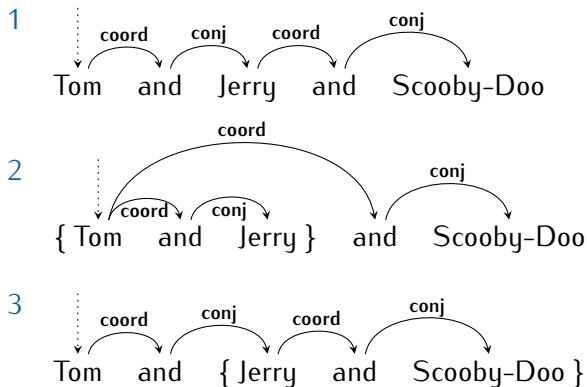 1
coord conj coord conj
Tom and Jerry and Scooby-Doo
2
coord
conj
coord conj
{ Tom and Jerry } and Scooby-Doo
3
coord conj coord conj
Tom and { Jerry and Scooby-Doo }